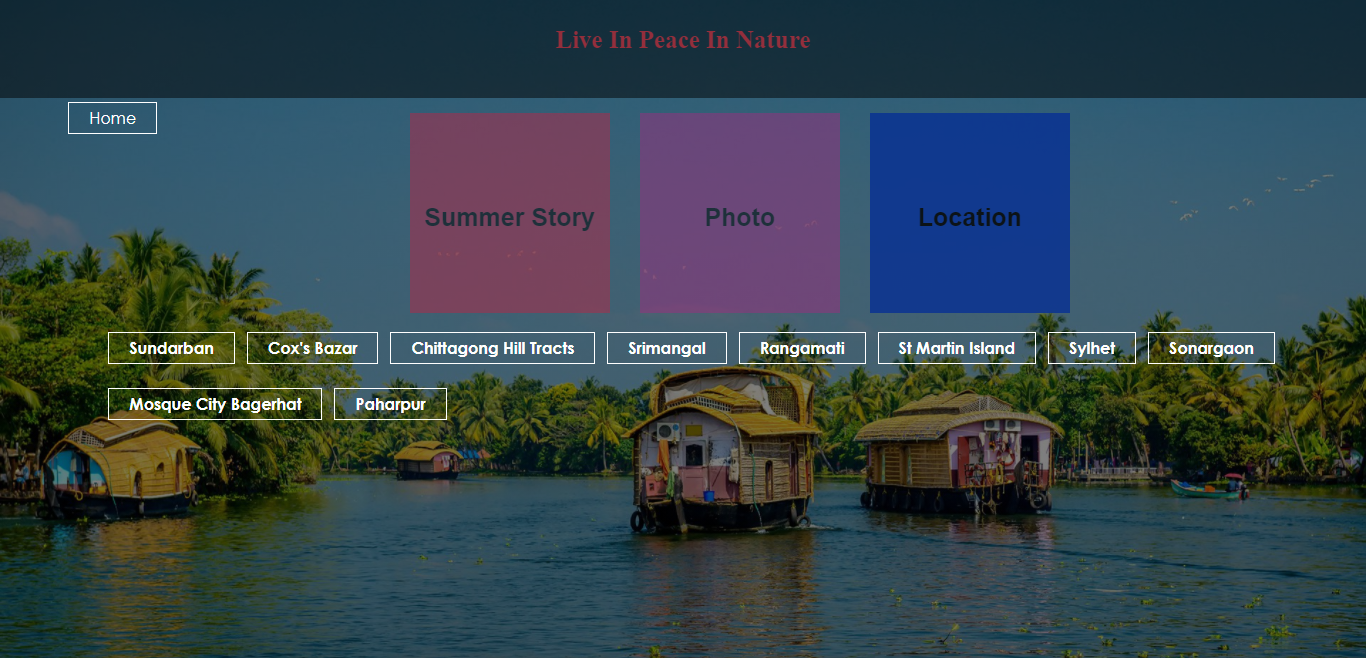 Live In Peace In Nature
Home
Summer Story Photo Location
Sundarban Cox's Bazar Chittagong Hill Tracts Srimangal Rangamati St Martin Island Sylhet Sonargaon
Mosque City Bagerhat Paharpur